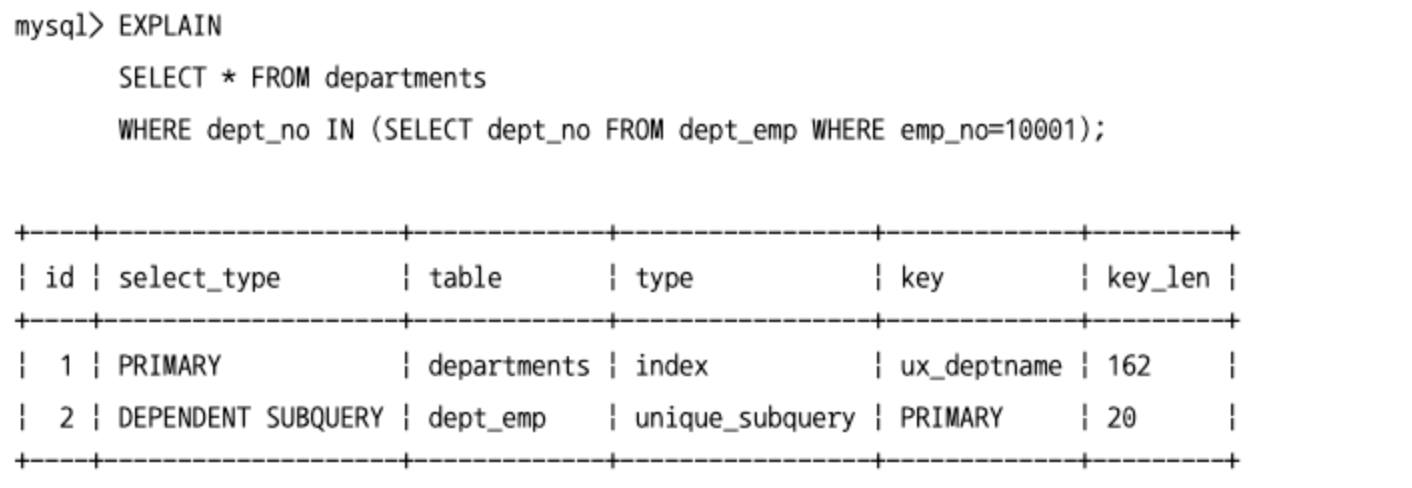 mysql> EXPLAIN
SELECT * FROM departments
WHERE dept_no IN (SELECT dept_no FROM dept_emp WHERE emp_no=10001);
+----+--------------------+-------------+-----------------+-------------+---------+
¦ id ¦ select_type ¦ table ¦ type ¦ key ¦ key_len ¦
+----+--------------------+-------------+-----------------+-------------+---------+
¦ 1 ¦ PRIMARY ¦ departments ¦ index ¦ ux_deptname ¦ 162 ¦
¦ 2 ¦ DEPENDENT SUBQUERY ¦ dept_emp ¦ unique_subquery ¦ PRIMARY ¦ 20 ¦
+----+--------------------+-------------+-----------------+-------------+---------+